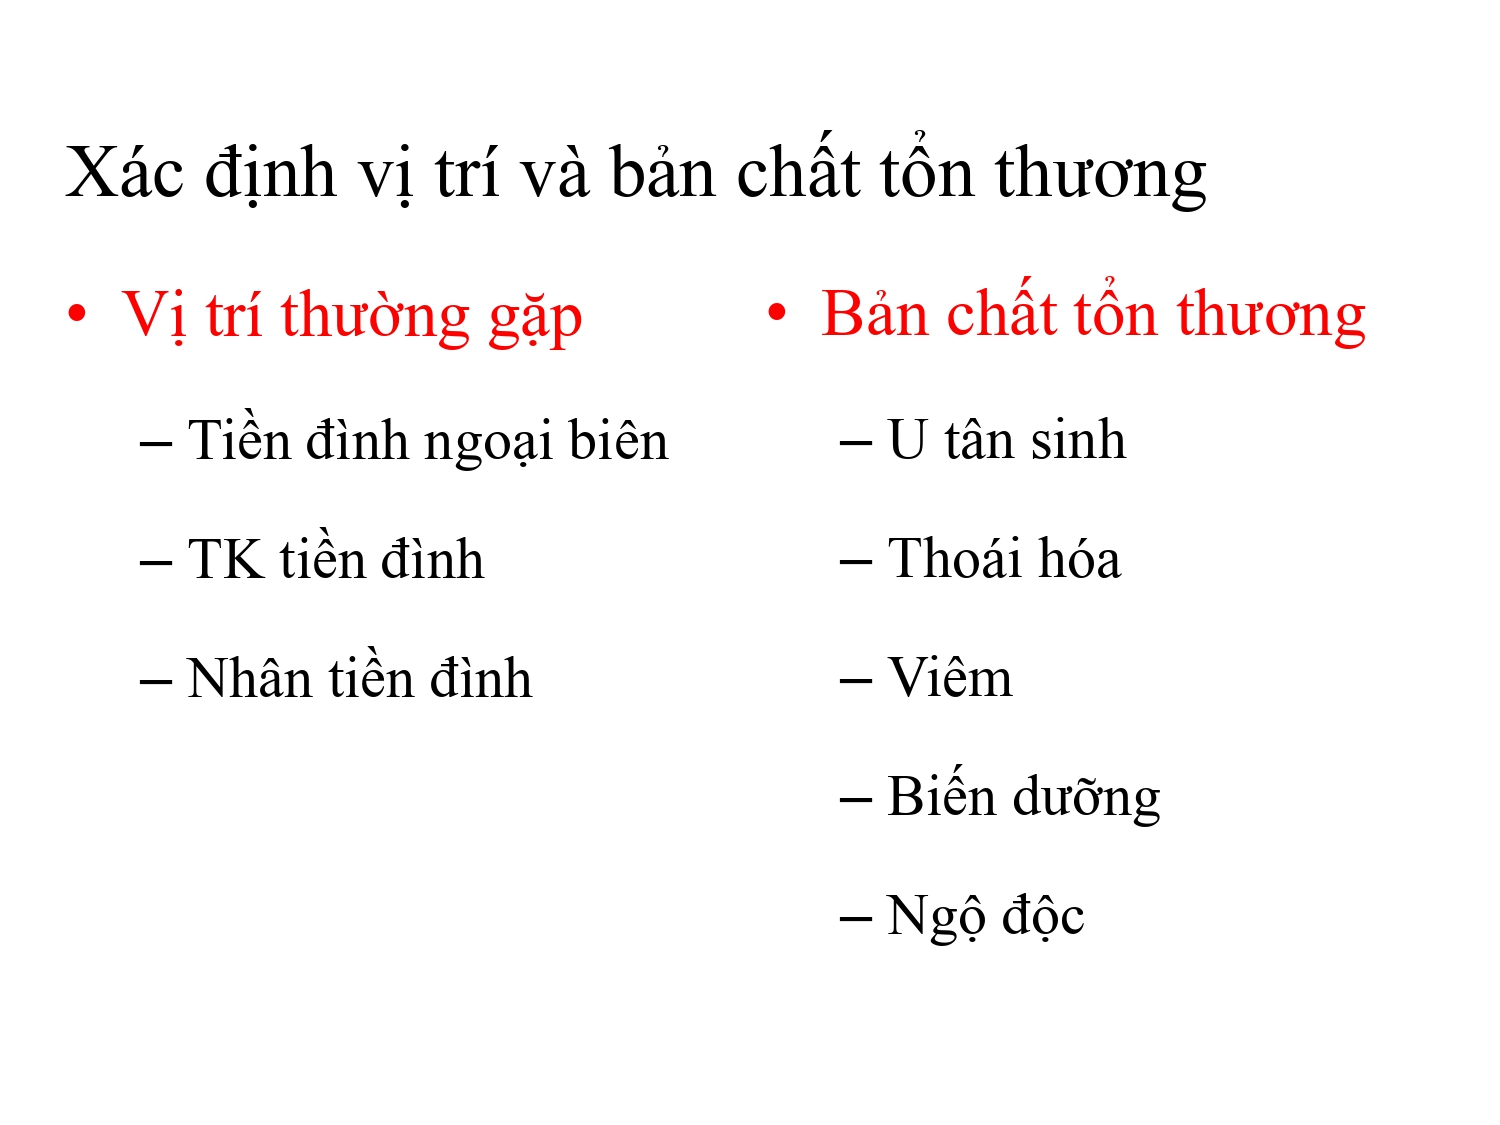 Xác định vị trí và bản chất tổn thương
• Vị trí thường gặp
– Tiền đình ngoại biên
– TK tiền đình
– Nhân tiền đình
• Bản chất tổn thương
– U tân sinh
– Thoái hóa
– Viêm
– Biến dưỡng
– Ngộ độc